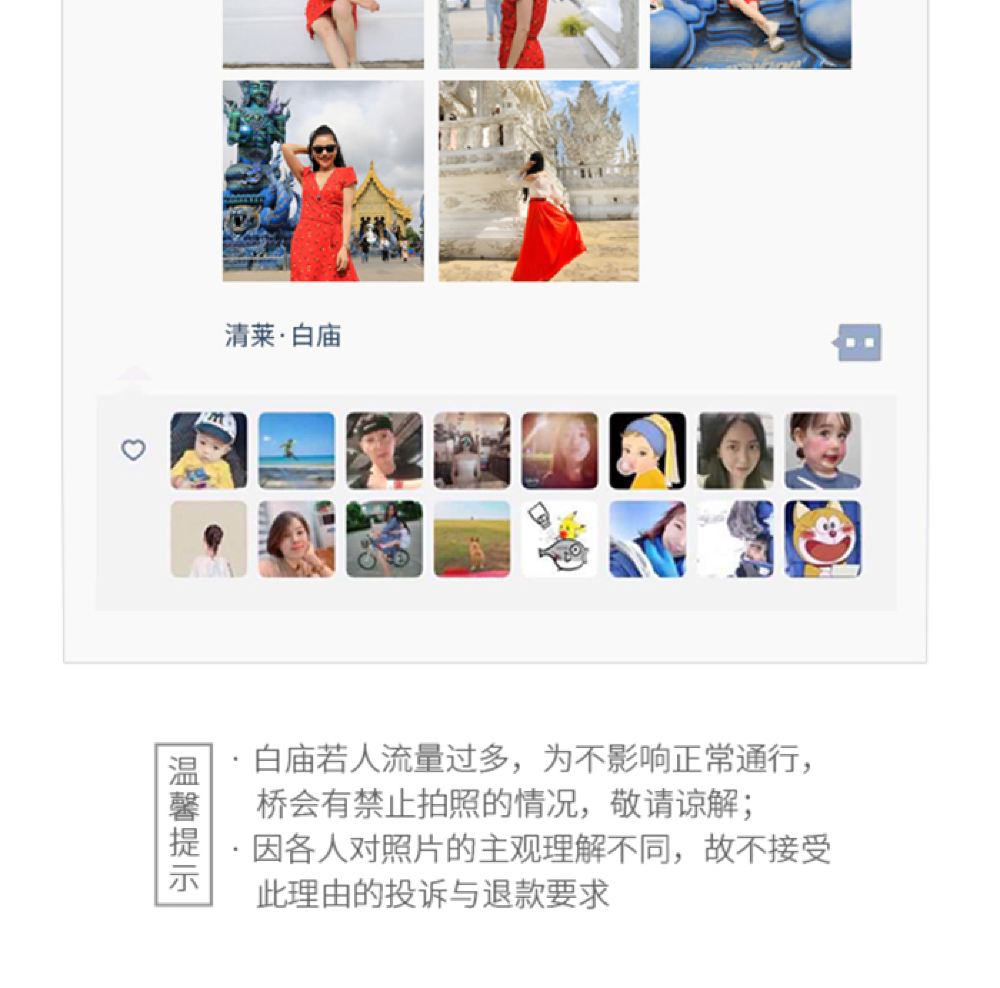 清莱·白庙
温馨提示
· 白庙若人流量过多，为不影响正常通行，
桥会有禁止拍照的情况，敬请谅解；
· 因各人对照片的主观理解不同，故不接受
此理由的投诉与退款要求